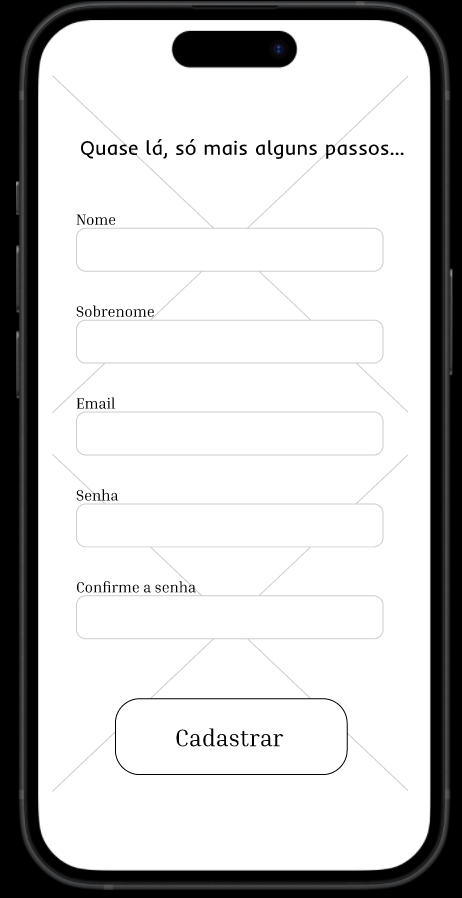 Quase lá, só mais alguns passos...
Nome
Sobrenome
Email
Senha
Confirme a senha
Cadastrar